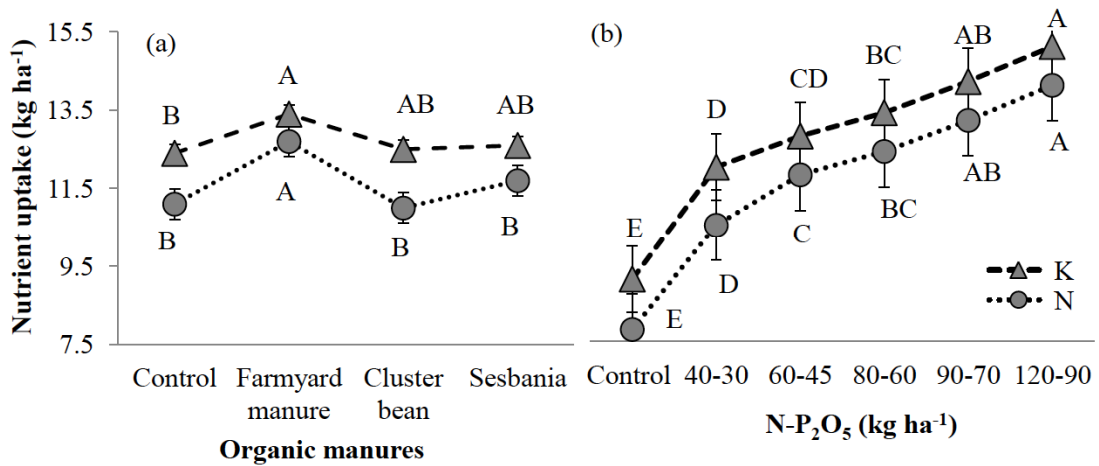 Nutrient uptake (kg ha⁻¹)
15.5
13.5
11.5
9.5
7.5
(a)
B
A
AB
AB
B
A
B
B
Control
Farmyard
manure
Cluster
bean
Sesbania
Organic manures
(b)
E
D
CD
BC
AB
A
E
D
C
BC
AB
A
K
N
Control
40-30
60-45
80-60
90-70
120-90
N-P₂O₅ (kg ha⁻¹)